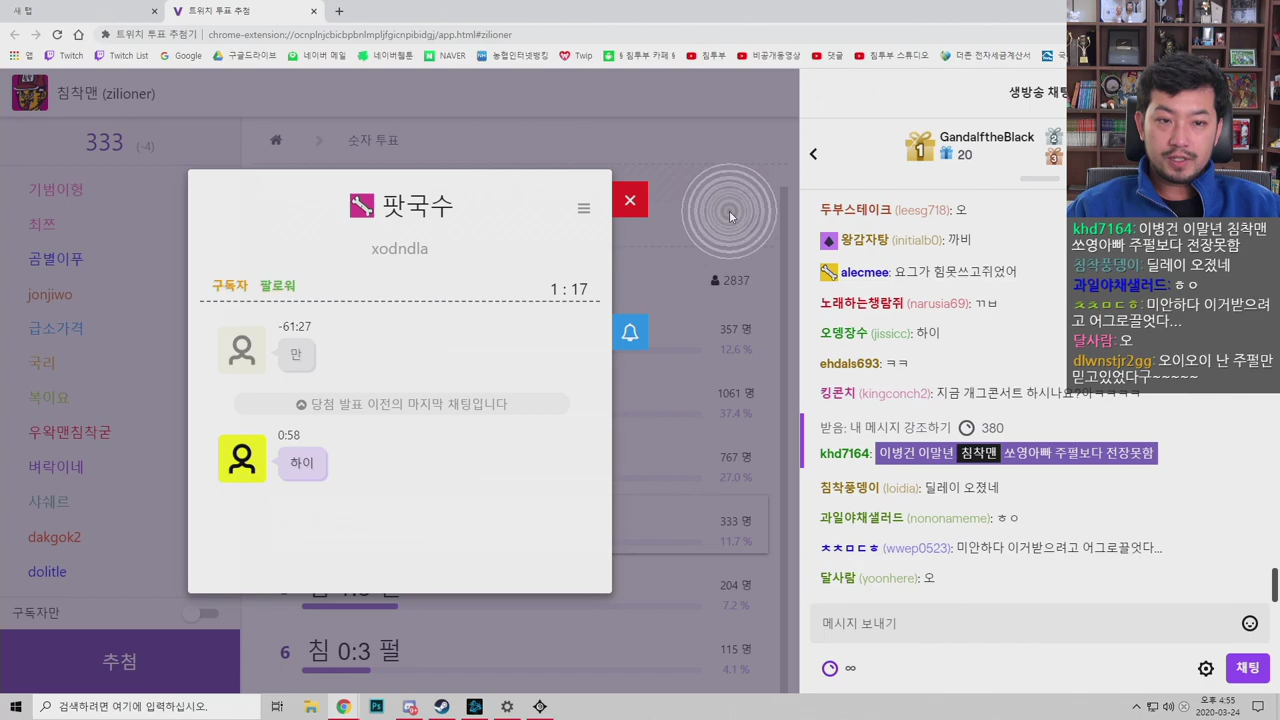 새 탭
트위치 투표 추첨
트위치 투표 추첨기
chrome-extension://ocnplnjcbicbpbnlmpljfgicnpibidgj/app.html#zilioner
앱
Twitch
Twitch List
Google
구글드라이브
네이버 메일
네이버웹툰
NAVER
농협인터넷뱅킹
Twip
침투부 카페
침투부
비공개동영상
댓글
침투부 스튜디오
더존 전자세금계산서
침착맨 (zilioner)
333 (-4)
숫자 투표
기범이형
최쯔
곰별이푸
jonjiwo
급소가격
국리
복이요
우왁맨침착굳
벼락이네
사쉐르
dakgok2
dolitle
구독자만
추첨
팟국수
xodndla
구독자 팔로워
1 : 17
-61:27
만
당첨 발표 이전의 마지막 채팅입니다
0:58
하이
2837
357 명
12.6 %
1061 명
37.4 %
767 명
27.0 %
333 명
11.7 %
204 명
7.2 %
6 침 0:3 펄
115 명
4.1 %
생방송 채팅
1
GandalftheBlack
20
2
3
두부스테이크 (leesg718): 오
왕감자탕 (initialb0): 까비
alecmee: 요그가 힘못쓰고쥐었어
노래하는챙람쥐 (narusia69): ㄲㅂ
오뎅장수 (jissicc): 하이
ehdals693: ㅋㅋ
킹콘치 (kingconch2): 지금 개그콘서트 하시나요?아ㅋㅋㅋㅋ
받음: 내 메시지 강조하기 380
khd7164: 이병건 이말년 침착맨 쏘영아빠 주펄보다 전장못함
침착풍뎅이 (loidia): 딜레이 오졌네
과일야채샐러드 (nononameme): ㅎㅇ
ㅊㅊㅁㄷㅎ (wwep0523): 미안하다 이거받으려고 어그로끌엇다...
달사람 (yoonhere): 오
메시지 보내기
∞
채팅
khd7164: 이병건 이말년 침착맨
쏘영아빠 주펄보다 전장못함
침착풍뎅이: 딜레이 오졌네
과일야채샐러드: ㅎㅇ
ㅊㅊㅁㄷㅎ: 미안하다 이거받으려
고 어그로끌엇다...
달사람: 오
dlwnstjr2gg: 오이오이 난 주펄만
믿고있었다구~~~~~
검색하려면 여기에 입력하십시오.
오후 4:55
2020-03-24